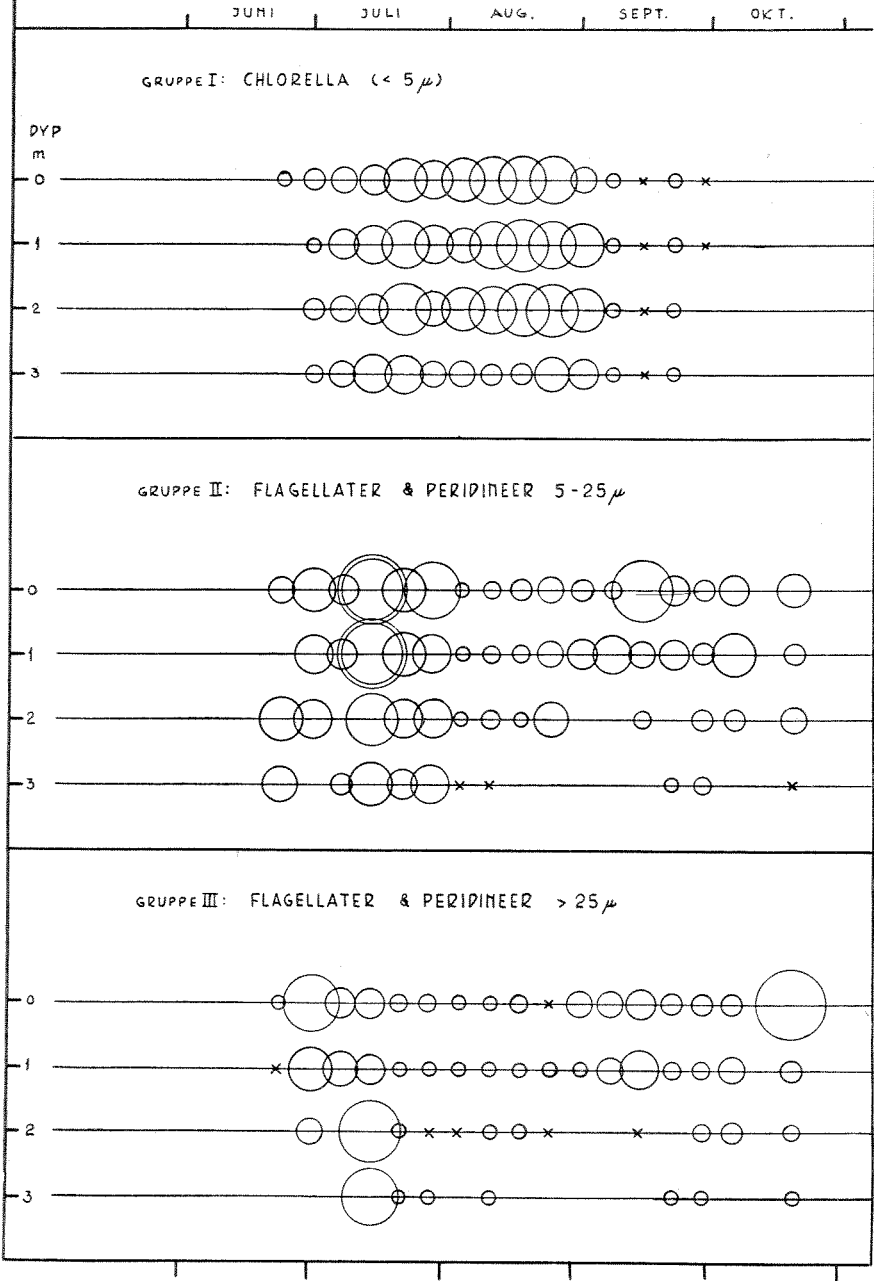 JUNI JULI AUG. SEPT. OKT.
GRUPPE I: CHLORELLA (< 5 µ)
DYP
m
0
1
2
3
GRUPPE II: FLAGELLATER & PERIDINEER 5-25 µ
0
1
2
3
GRUPPE III: FLAGELLATER & PERIDINEER > 25 µ
0
1
2
3